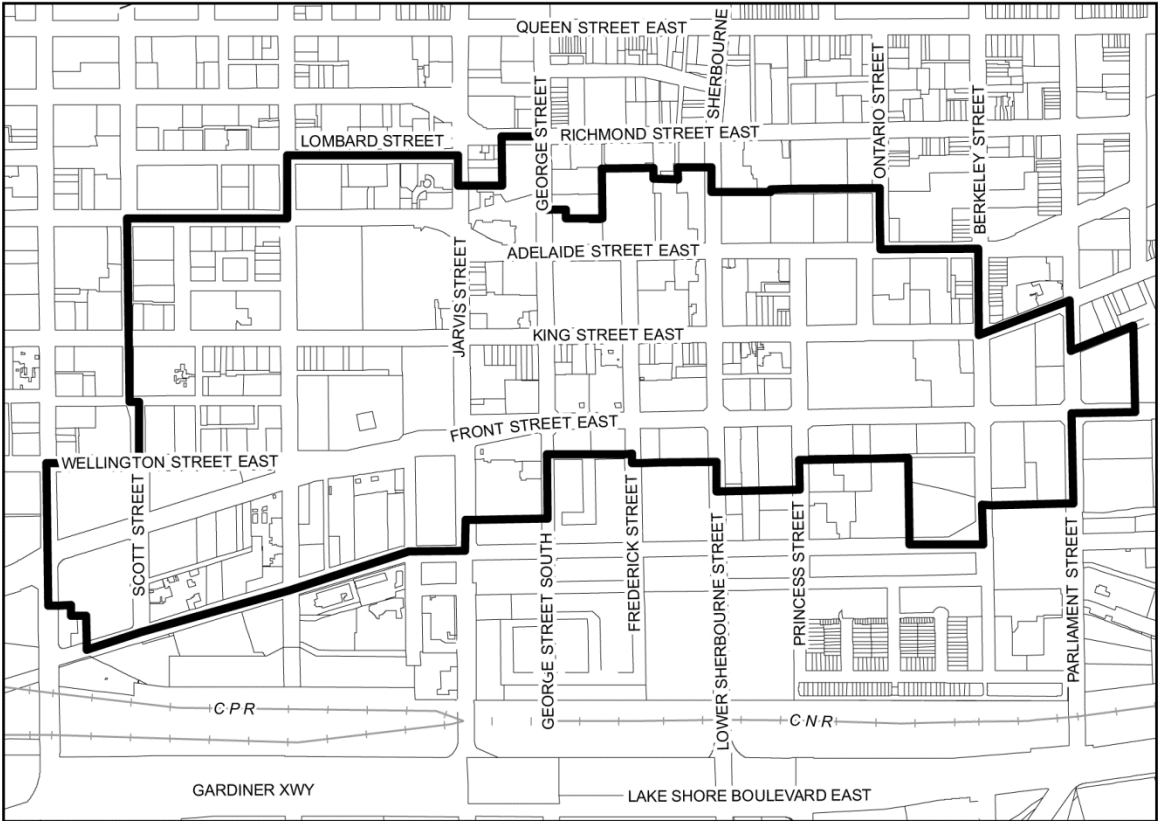 QUEEN STREET EAST
SHERBOURNE
LOMBARD STREET
GEORGE STREET
RICHMOND STREET EAST
ONTARIO STREET
BERKELEY STREET
JARVIS STREET
ADELAIDE STREET EAST
KING STREET EAST
FRONT STREET EAST
WELLINGTON STREET EAST
SCOTT STREET
GEORGE STREET SOUTH
FREDERICK STREET
LOWER SHERBOURNE STREET
PRINCESS STREET
PARLIAMENT STREET
CPR
CNR
GARDINER XWY
LAKE SHORE BOULEVARD EAST